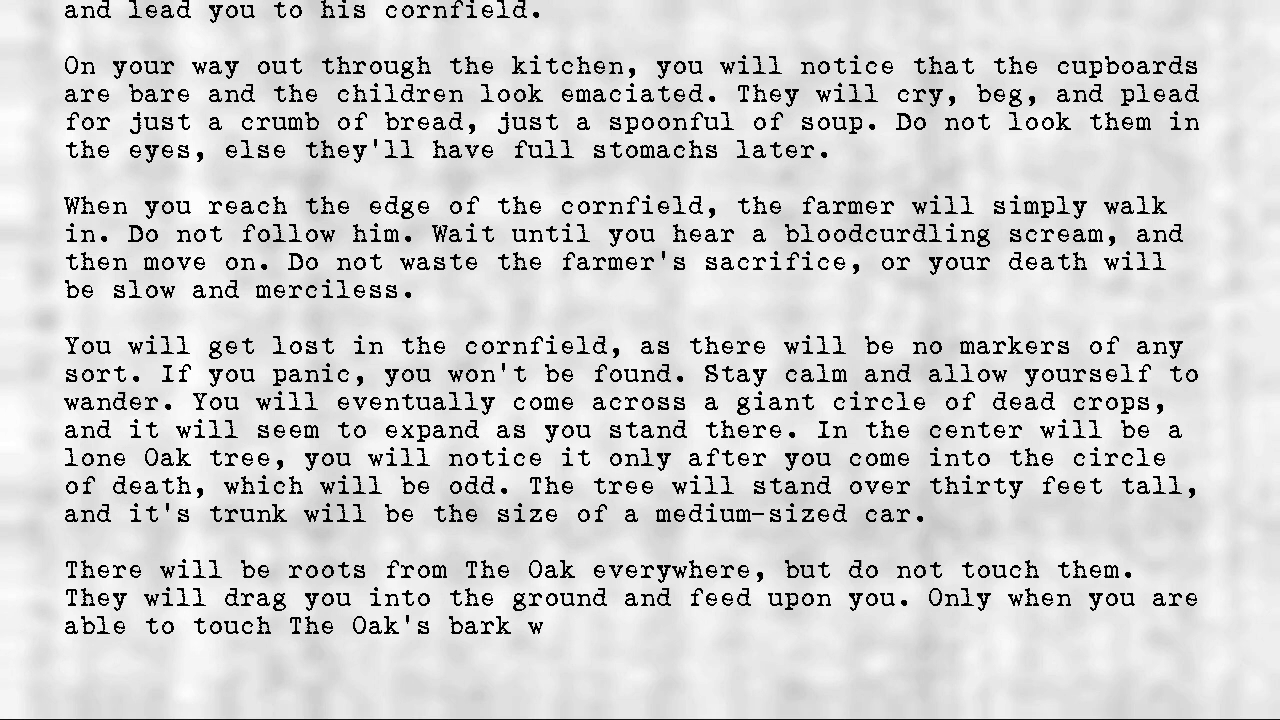 and lead you to his cornfield.
On your way out through the kitchen, you will notice that the cupboards
are bare and the children look emaciated. They will cry, beg, and plead
for just a crumb of bread, just a spoonful of soup. Do not look them in
the eyes, else they'll have full stomachs later.
When you reach the edge of the cornfield, the farmer will simply walk
in. Do not follow him. Wait until you hear a bloodcurdling scream, and
then move on. Do not waste the farmer's sacrifice, or your death will
be slow and merciless.
You will get lost in the cornfield, as there will be no markers of any
sort. If you panic, you won't be found. Stay calm and allow yourself to
wander. You will eventually come across a giant circle of dead crops,
and it will seem to expand as you stand there. In the center will be a
lone Oak tree, you will notice it only after you come into the circle
of death, which will be odd. The tree will stand over thirty feet tall,
and it's trunk will be the size of a medium-sized car.
There will be roots from The Oak everywhere, but do not touch them.
They will drag you into the ground and feed upon you. Only when you are
able to touch The Oak's bark w